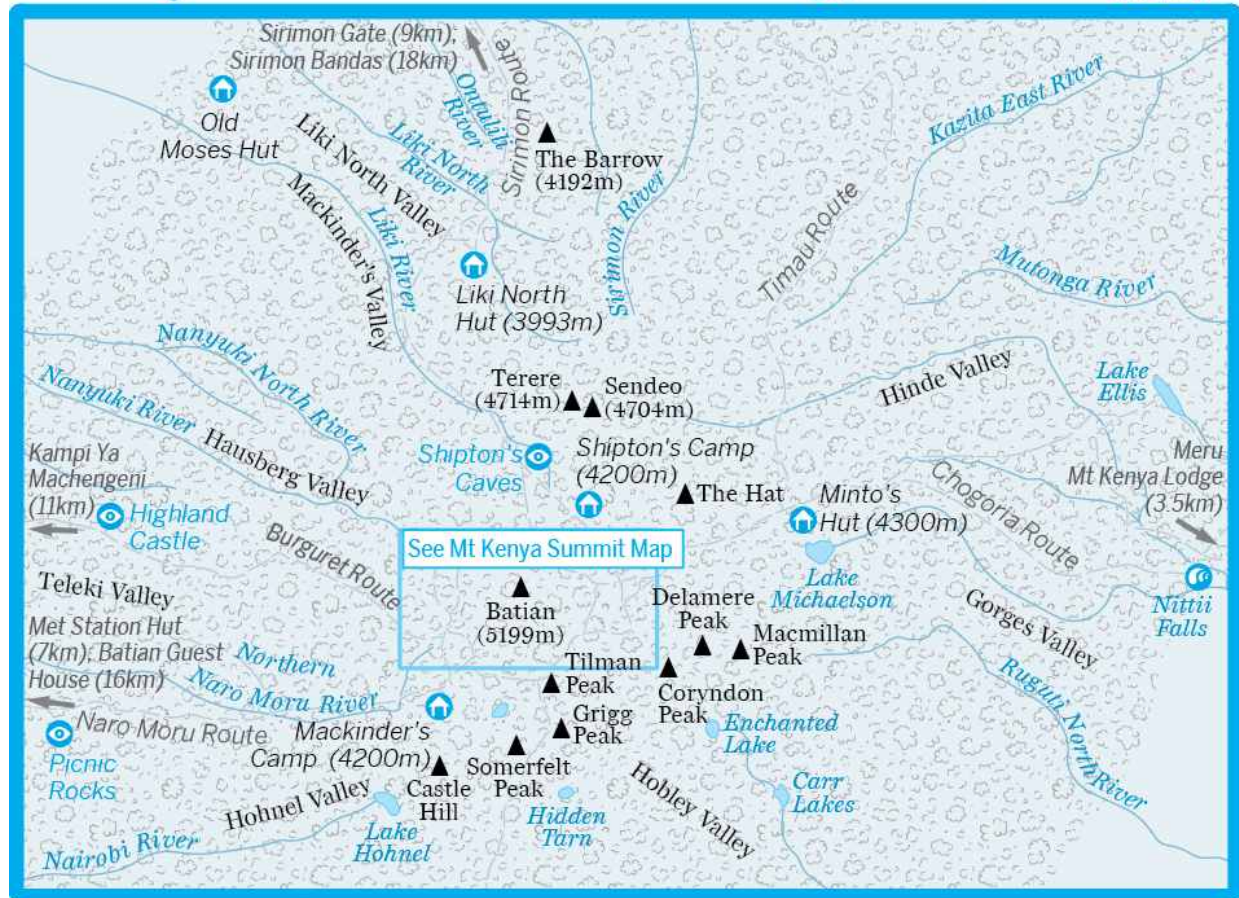 Sirimon Gate (9km);
Sirimon Bandas (18km)
Sirimon Route
Ontulili
River
Kazita East River
Old
Moses Hut
Liki North Valley
Liki North
River
The Barrow
(4192m)
Mackinder's Valley
Liki River
Sirimon River
Timau Route
Mutonga River
Liki North
Hut (3993m)
Nanyuki North River
Nanyuki River
Terere
(4714m)
Sendeo
(4704m)
Hinde Valley
Lake
Ellis
Hausberg Valley
Shipton's
Caves
Shipton's Camp
(4200m)
Kampi Ya
Machengeni
(11km)
Highland
Castle
The Hat
Minto's
Hut (4300m)
Chogoria Route
Meru
Mt Kenya Lodge
(3.5km)
Burguret Route
See Mt Kenya Summit Map
Lake
Michaelson
Teleki Valley
Batian
(5199m)
Delamere
Peak
Macmillan
Peak
Gorges Valley
Nittii
Falls
Met Station Hut
(7km); Batian Guest
House (16km)
Northern
Naro Moru River
Tilman
Peak
Coryndon
Peak
Ruguti North River
Naro Moru Route
Mackinder's
Camp (4200m)
Grigg
Peak
Enchanted
Lake
Picnic
Rocks
Castle
Hill
Somerfelt
Peak
Hobley Valley
Carr
Lakes
Hohnel Valley
Lake
Hohnel
Hidden
Tarn
Nairobi River